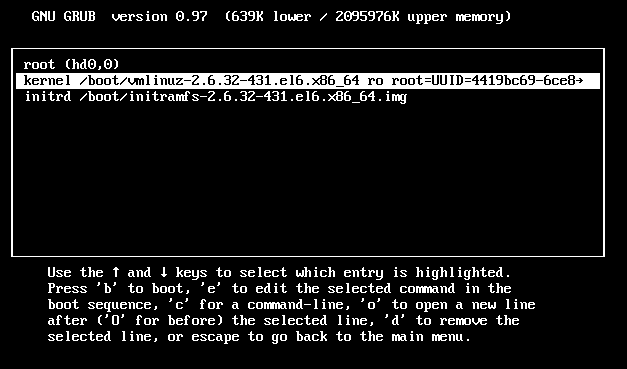 GNU GRUB  version 0.97  (639K lower / 2095976K upper memory)
root (hd0,0)
kernel /boot/vmlinuz-2.6.32-431.el6.x86_64 ro root=UUID=4419bc69-6ce8→
initrd /boot/initramfs-2.6.32-431.el6.x86_64.img
Use the ↑ and ↓ keys to select which entry is highlighted.
Press 'b' to boot, 'e' to edit the selected command in the
boot sequence, 'c' for a command-line, 'o' to open a new line
after ('O' for before) the selected line, 'd' to remove the
selected line, or escape to go back to the main menu.